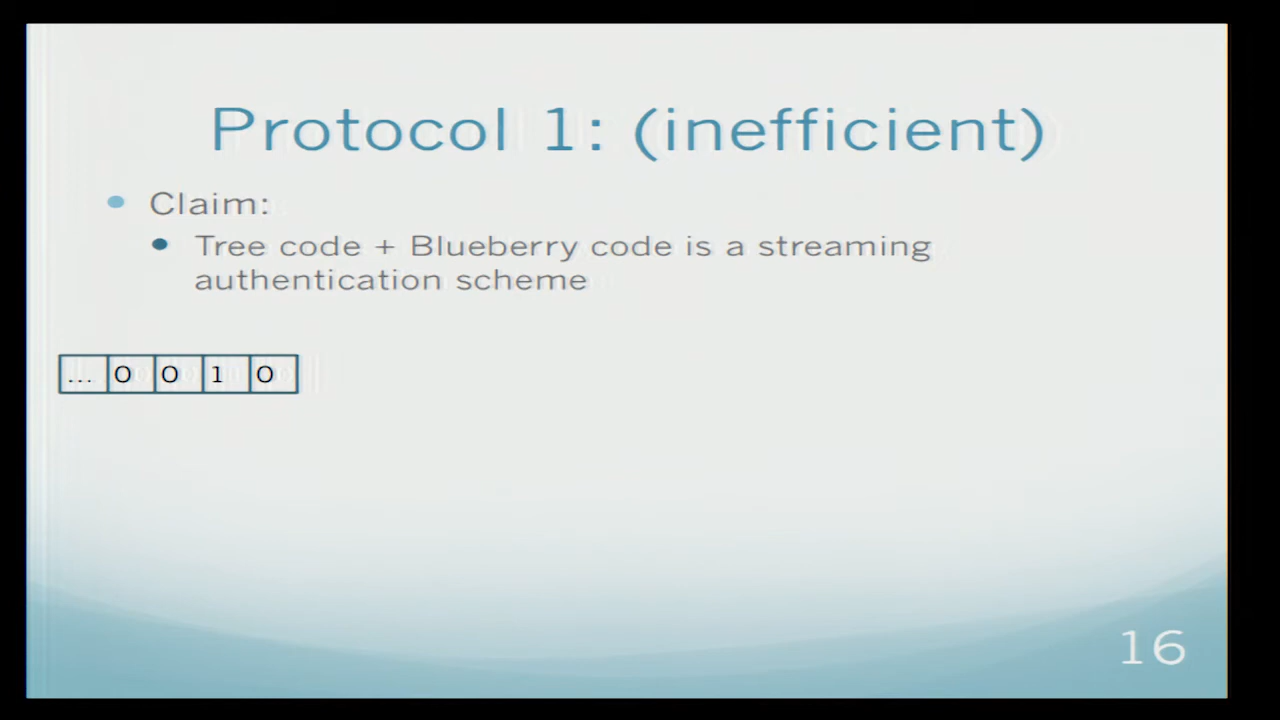 Protocol 1: (inefficient)
Claim:
Tree code + Blueberry code is a streaming
authentication scheme
... 0 0 1 0
16